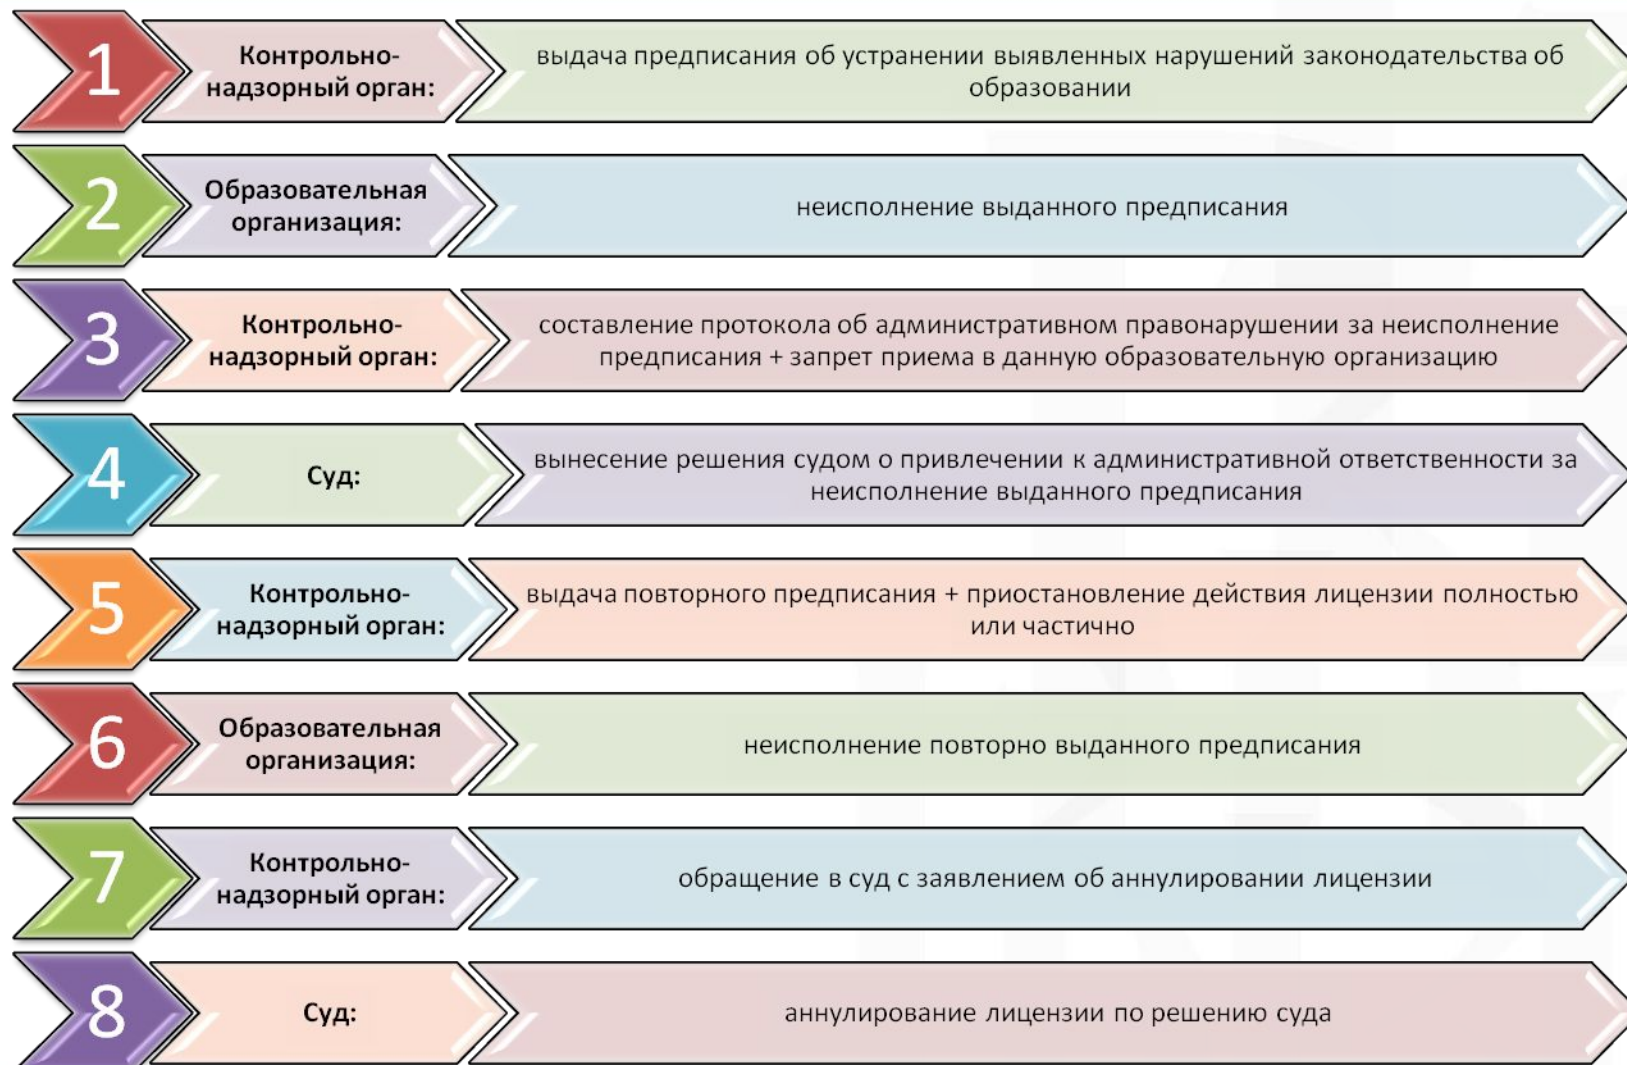 1
Контрольно-
надзорный орган:
выдача предписания об устранении выявленных нарушений законодательства об
образовании
2
Образовательная
организация:
неисполнение выданного предписания
3
Контрольно-
надзорный орган:
составление протокола об административном правонарушении за неисполнение
предписания + запрет приема в данную образовательную организацию
4
Суд:
вынесение решения судом о привлечении к административной ответственности за
неисполнение выданного предписания
5
Контрольно-
надзорный орган:
выдача повторного предписания + приостановление действия лицензии полностью
или частично
6
Образовательная
организация:
неисполнение повторно выданного предписания
7
Контрольно-
надзорный орган:
обращение в суд с заявлением об аннулировании лицензии
8
Суд:
аннулирование лицензии по решению суда